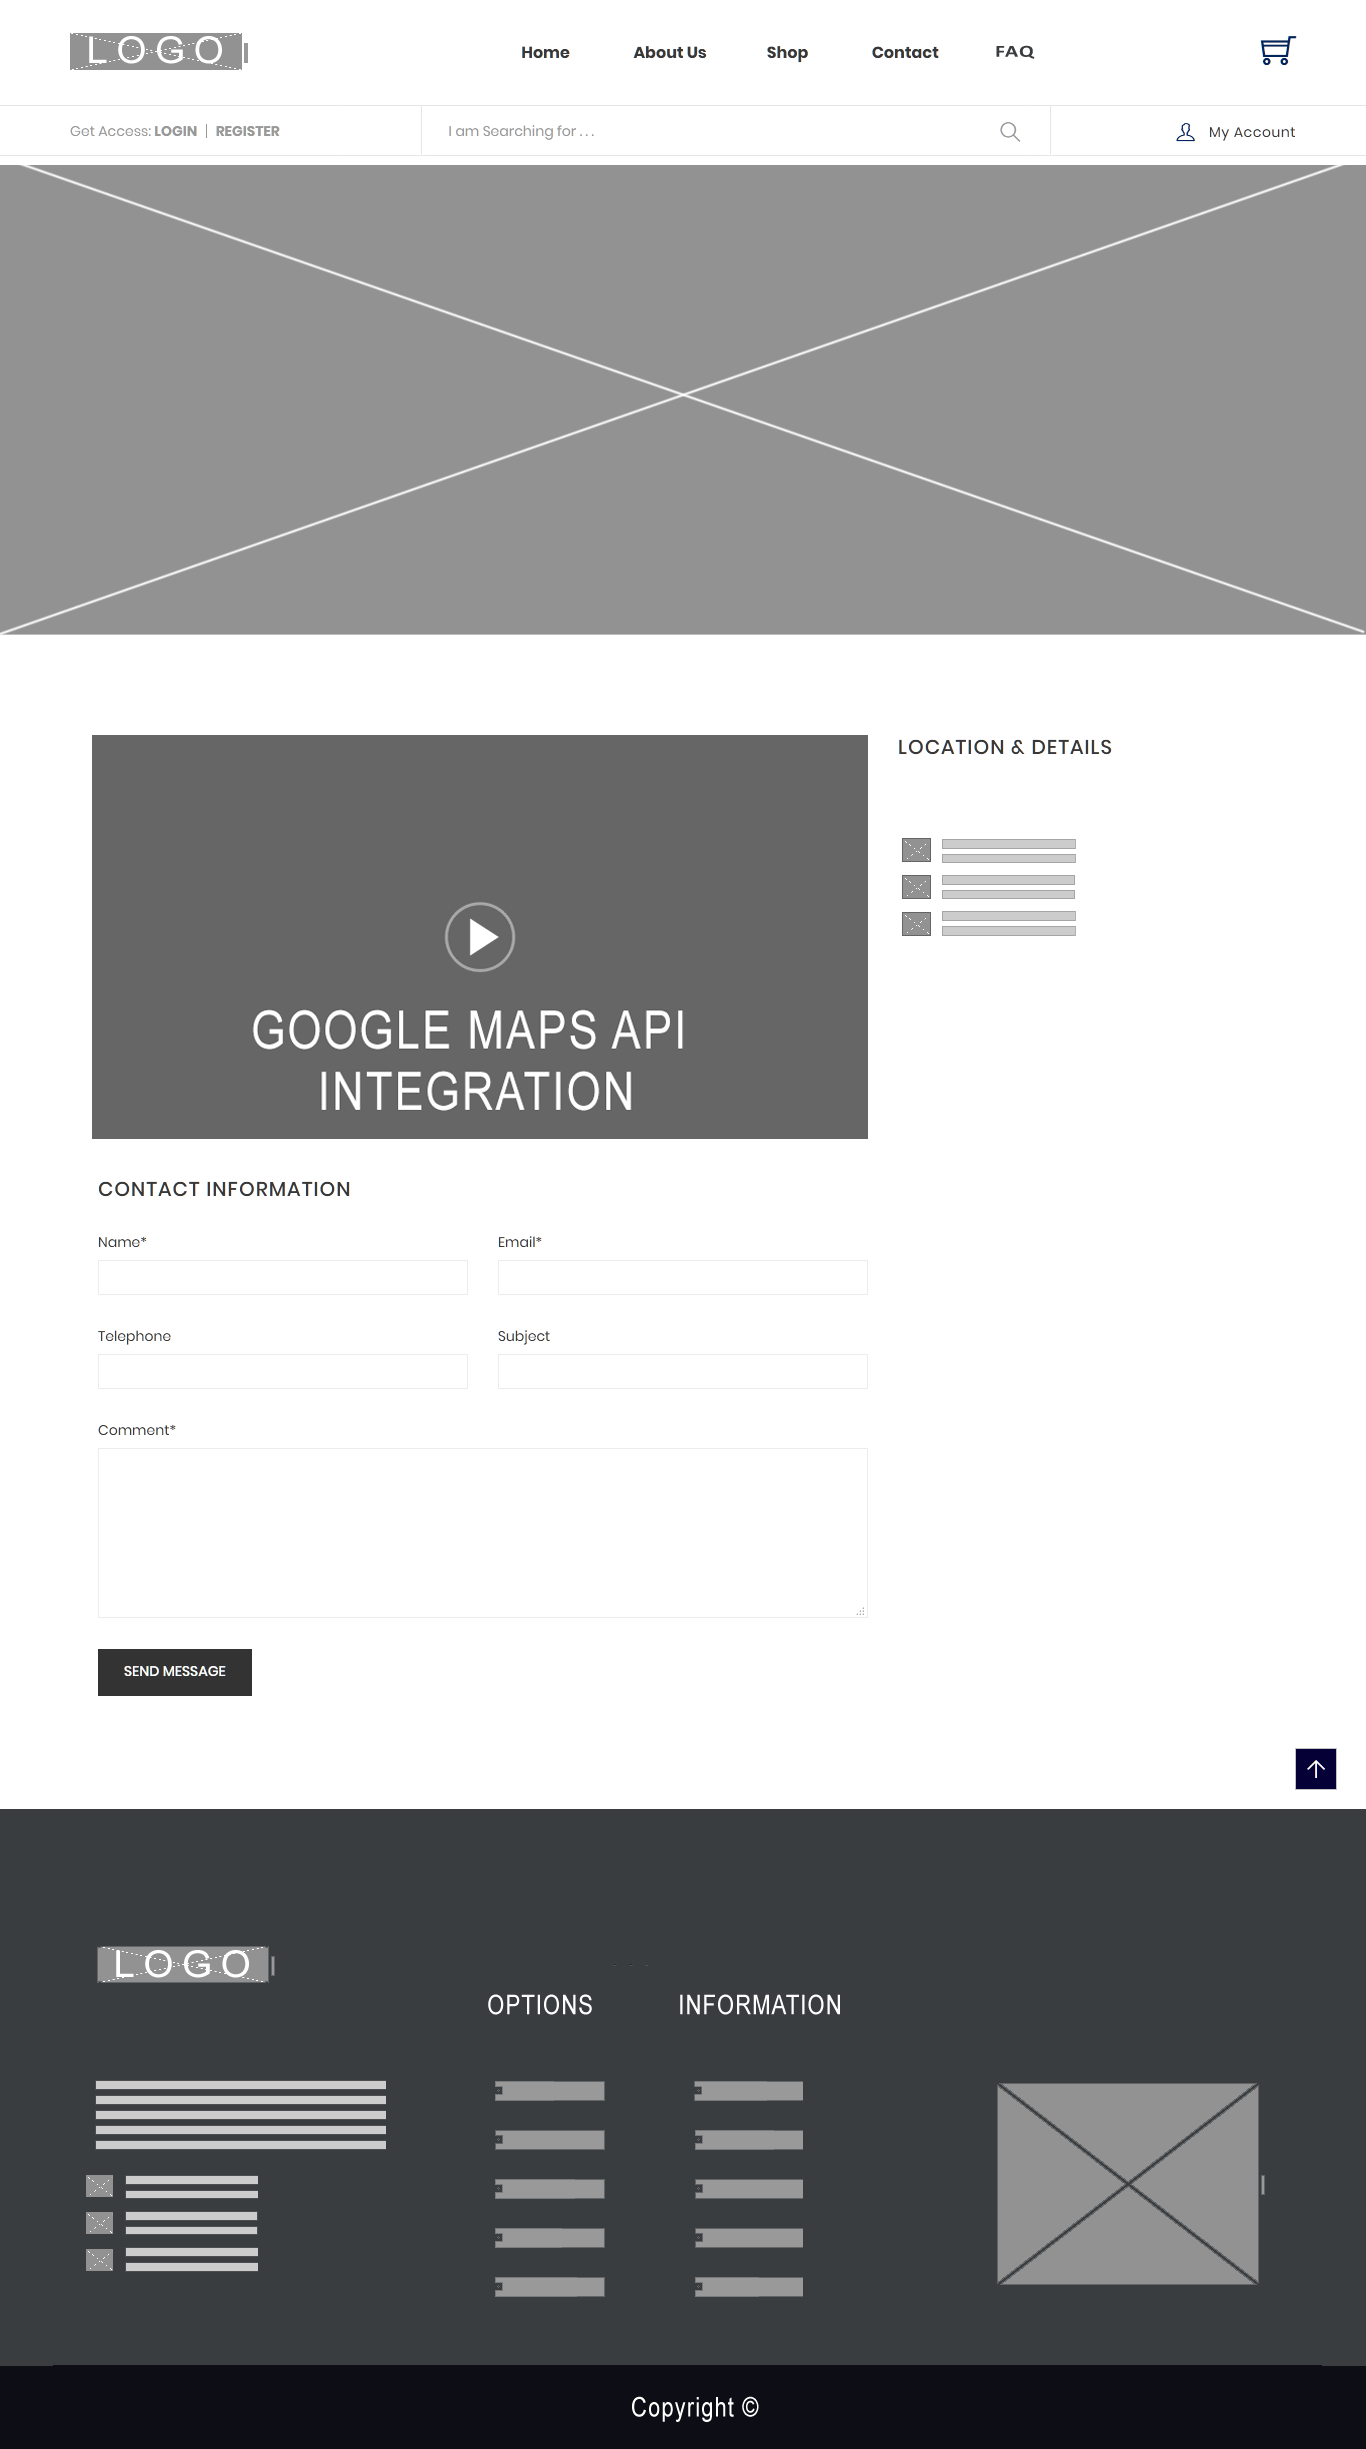 LOGO
Home
About Us
Shop
Contact
FAQ
Get Access: LOGIN | REGISTER
I am Searching for . . .
My Account
LOCATION & DETAILS
GOOGLE MAPS API
INTEGRATION
CONTACT INFORMATION
Name*
Email*
Telephone
Subject
Comment*
SEND MESSAGE
LOGO
OPTIONS
INFORMATION
Copyright ©